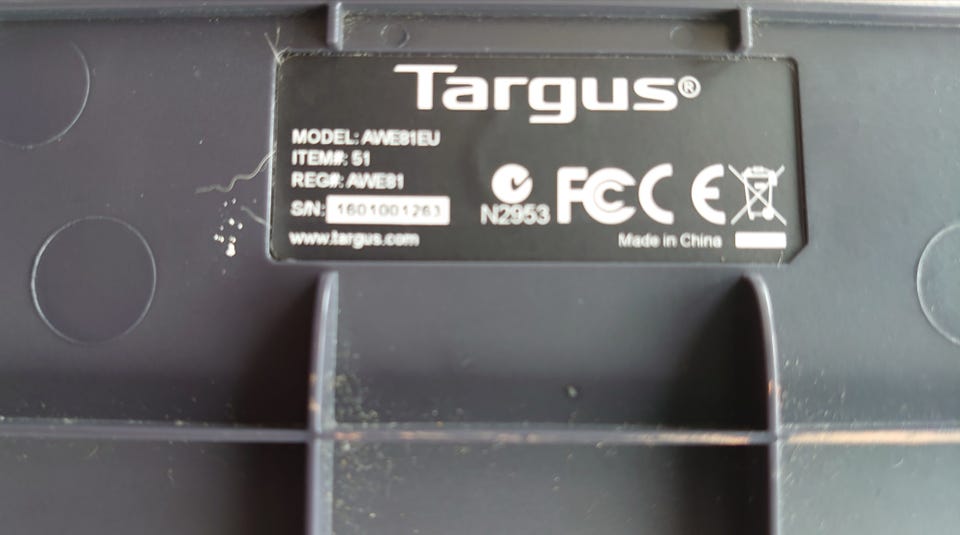 Targus®
MODEL: AWE81EU
ITEM#: 51
REG#: AWE81
S/N: 1601001263
N2953
FC CE
www.targus.com
Made in China